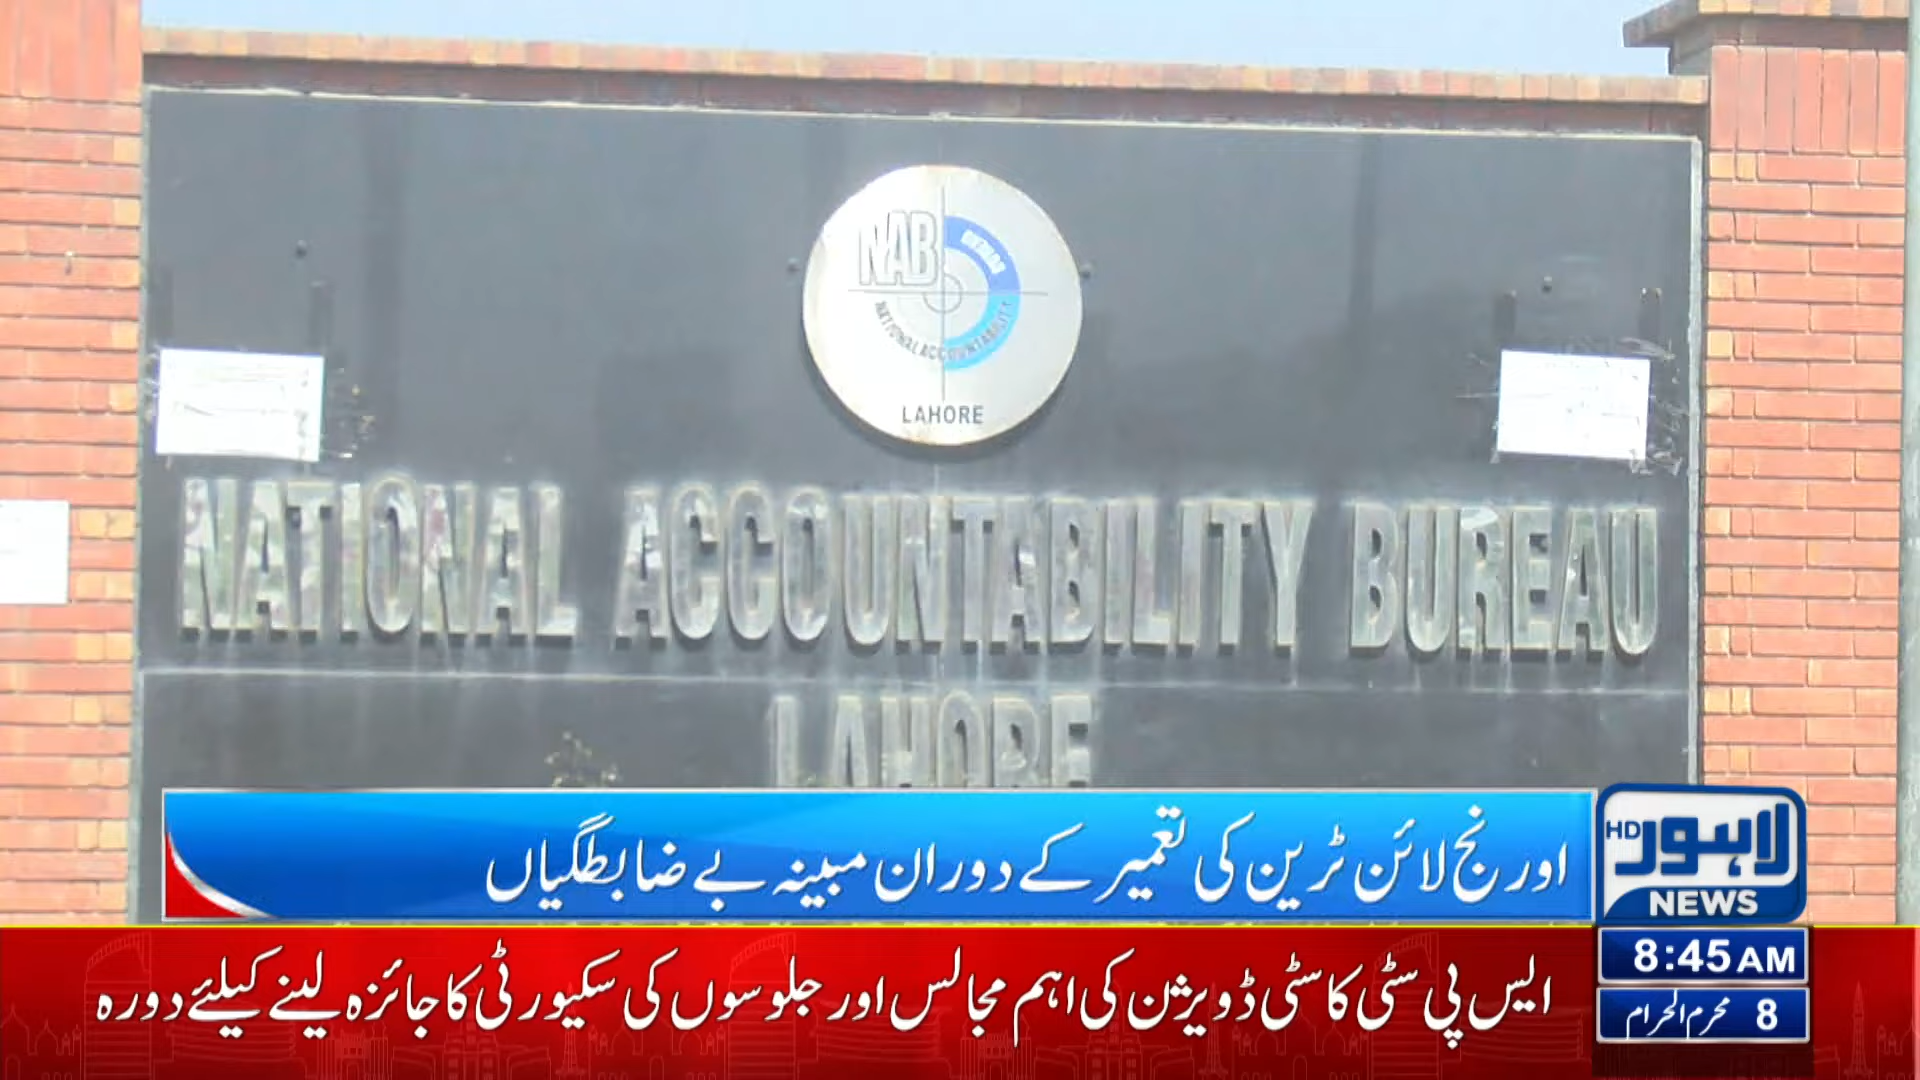 NAB
BUREAU
NATIONAL ACCOUNTABILITY
LAHORE
NATIONAL ACCOUNTABILITY BUREAU
LAHORE
اورنج لائن ٹرین کی تعمیر کے دوران مبینہ بے ضابطگیاں
HD لاہور
NEWS
8:45 AM
8 محرم الحرام
ایس پی سٹی کا سٹی ڈویژن کی اہم مجالس اور جلوسوں کی سکیورٹی کا جائزہ لینے کیلئے دورہ